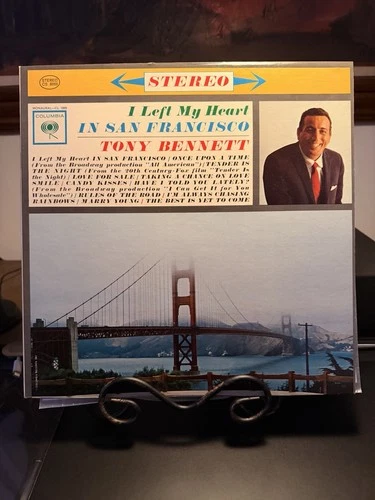 STEREO
STEREO
I Left My Heart
IN SAN FRANCISCO
TONY BENNETT
COLUMBIA
I Left My Heart IN SAN FRANCISCO | ONCE UPON A TIME
(From the Broadway production "All American") | TENDER IS
THE NIGHT (From the 20th Century-Fox film "Tender Is
the Night) | LOVE FOR SALE | TAKING A CHANCE ON LOVE
SMILE | CANDY KISSES | HAVE I TOLD YOU LATELY?
(From the Broadway production "I Can Get It for You
Wholesale") | RULES OF THE ROAD | I'M ALWAYS CHASING
RAINBOWS | MARRY YOUNG | THE BEST IS YET TO COME